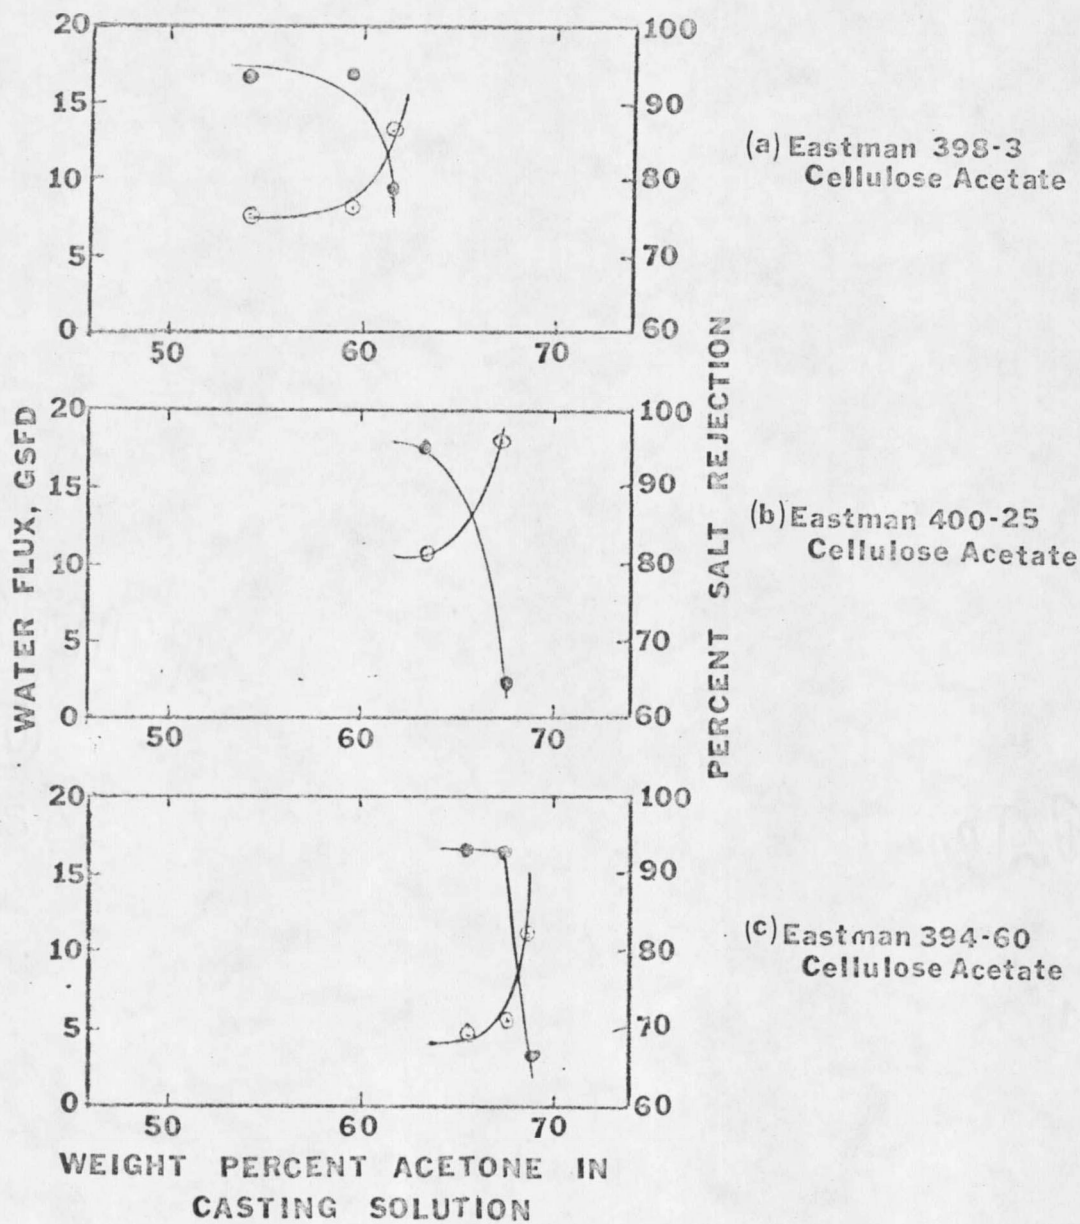 20
15
10
5
0
100
90
80
70
60
50 60 70
(a) Eastman 398-3
Cellulose Acetate
20
15
10
5
0
100
90
80
70
60
50 60 70
(b) Eastman 400-25
Cellulose Acetate
20
15
10
5
0
100
90
80
70
60
50 60 70
(c) Eastman 394-60
Cellulose Acetate
WATER FLUX, GSFD
PERCENT SALT REJECTION
WEIGHT PERCENT ACETONE IN
CASTING SOLUTION